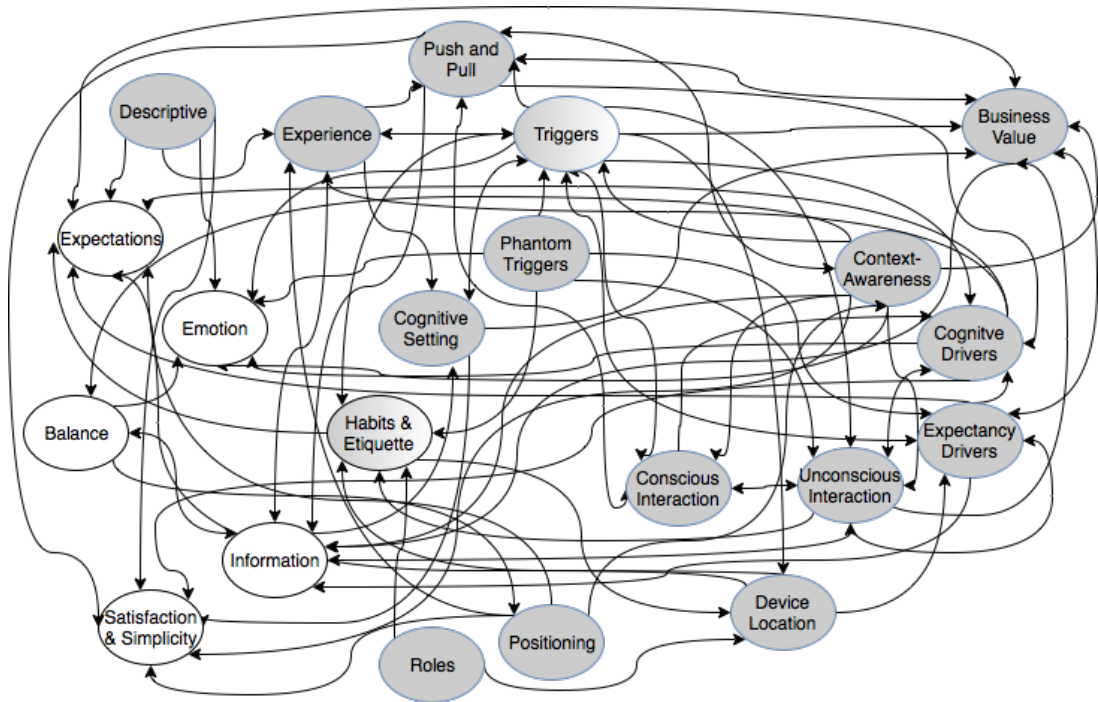 Push and
Pull
Descriptive
Experience
Triggers
Business
Value
Expectations
Phantom
Triggers
Context-
Awareness
Emotion
Cognitive
Setting
Cognitve
Drivers
Balance
Habits &
Etiquette
Expectancy
Drivers
Conscious
Interaction
Unconscious
Interaction
Information
Satisfaction
& Simplicity
Device
Location
Positioning
Roles